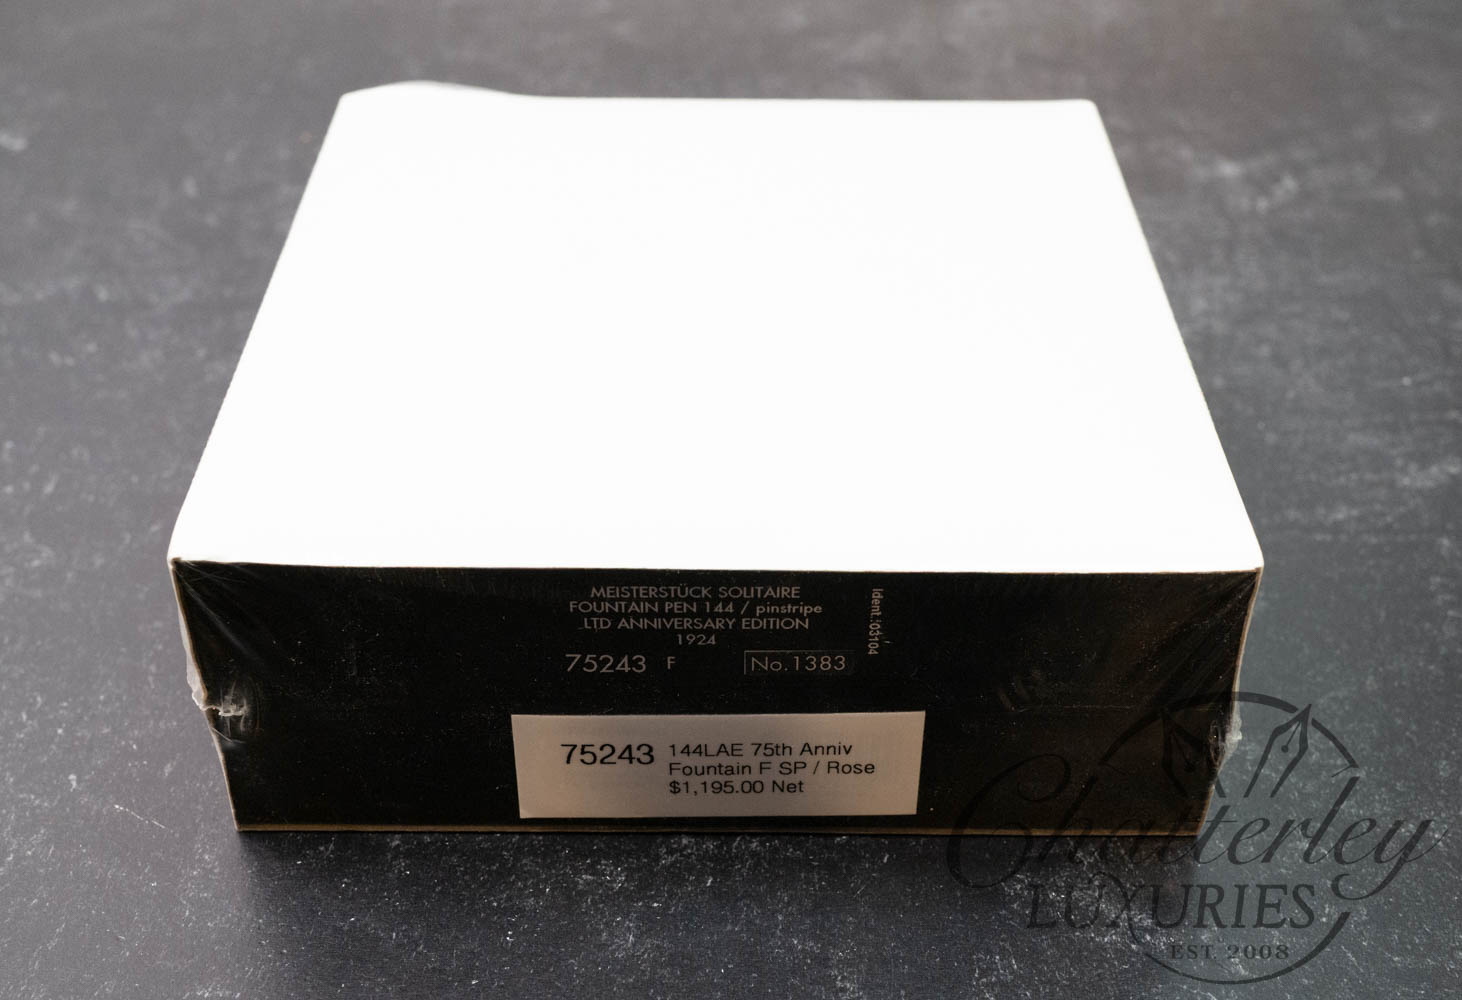 MEISTERSTÜCK SOLITAIRE
FOUNTAIN PEN 144 / pinstripe
LTD ANNIVERSARY EDITION
1924
75243 F
No.1383
Ident.:03104
75243 144LAE 75th Anniv
Fountain F SP / Rose
$1,195.00 Net
Chatterley
LUXURIES
EST. 2008